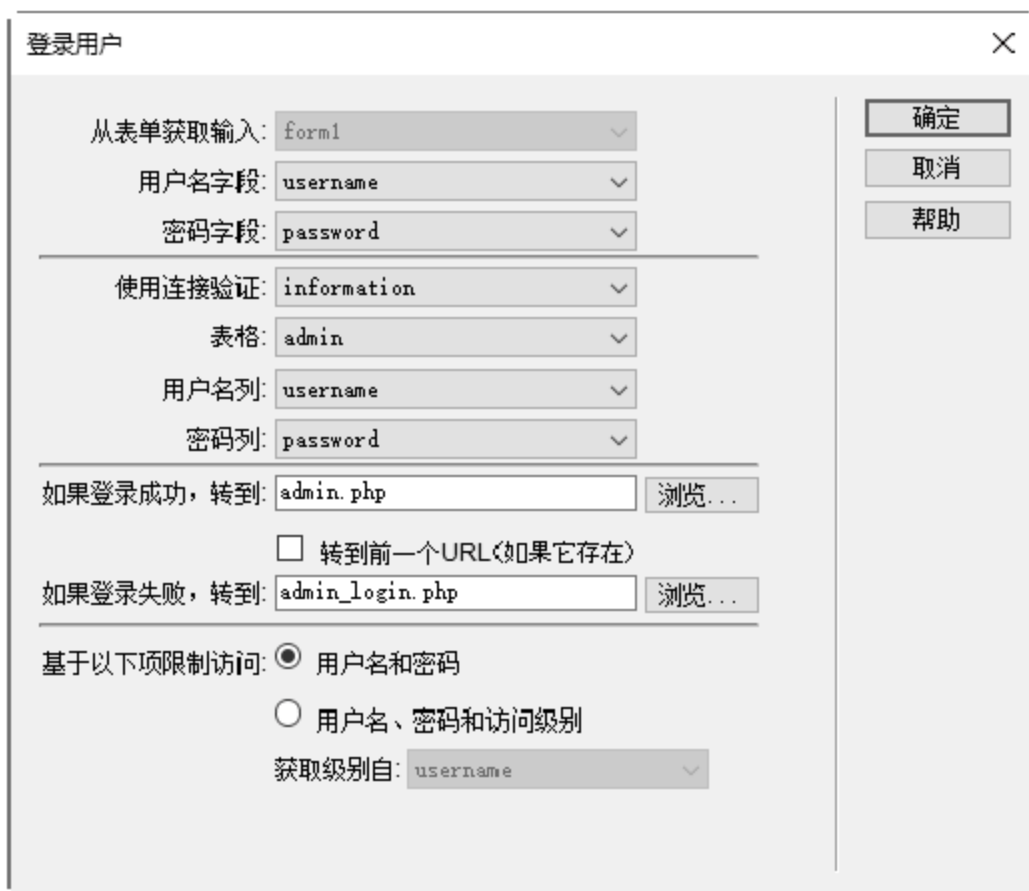 登录用户
从表单获取输入: form1
确定
用户名字段: username
取消
密码字段: password
帮助
使用连接验证: information
表格: admin
用户名列: username
密码列: password
如果登录成功，转到: admin.php 浏览...
转到前一个URL(如果它存在)
如果登录失败，转到: admin_login.php 浏览...
基于以下项限制访问: 用户名和密码
用户名、密码和访问级别
获取级别自: username